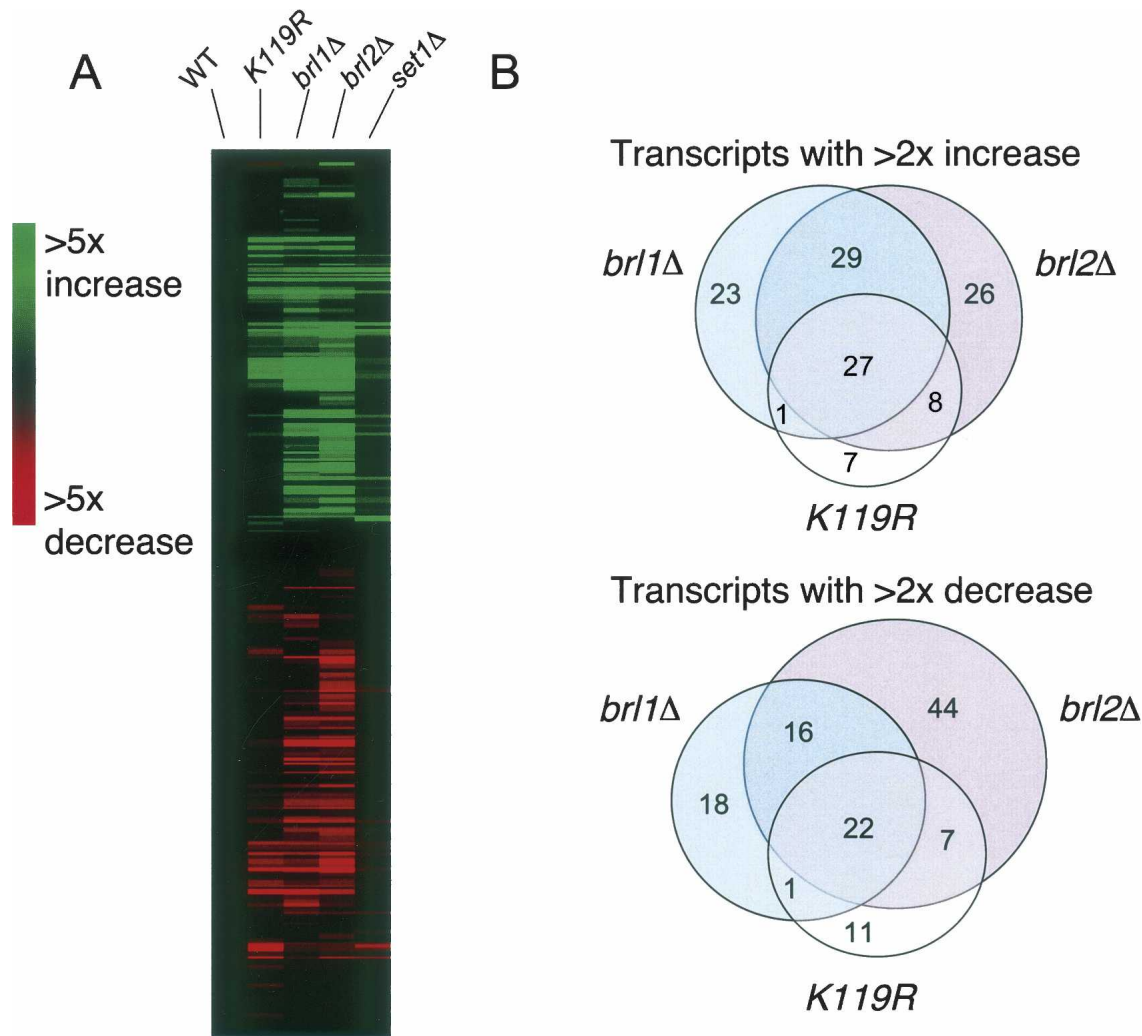 A
WT
K119R
brl1Δ
brl2Δ
set1Δ
>5x
increase
>5x
decrease
B
Transcripts with >2x increase
brl1Δ
brl2Δ
23
29
26
27
1
8
7
K119R
Transcripts with >2x decrease
brl1Δ
brl2Δ
44
16
18
22
7
1
11
K119R